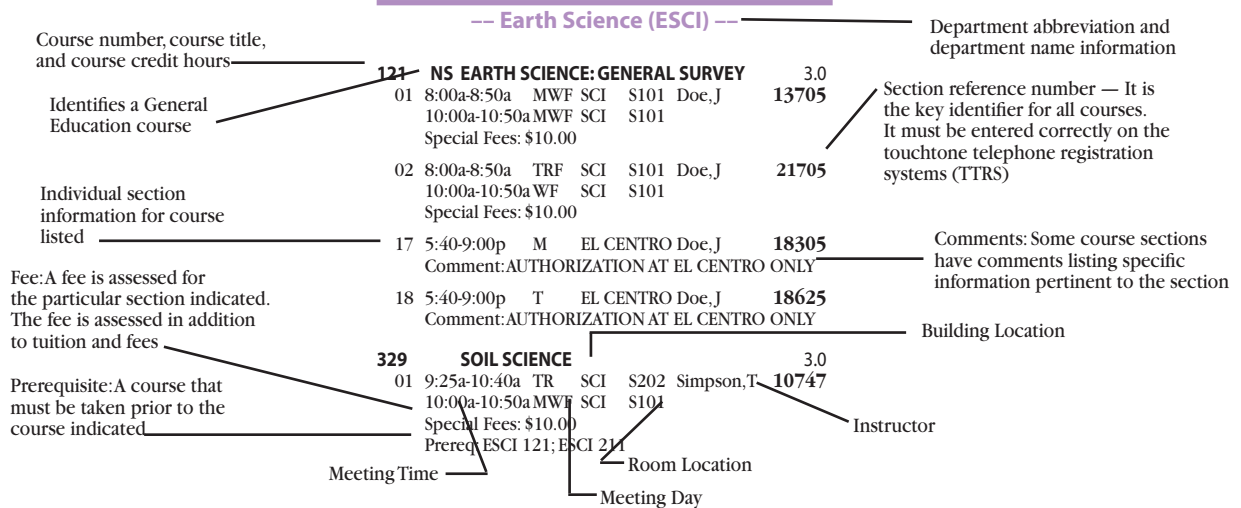 –– Earth Science (ESCI) ––
Department abbreviation and
department name information
Course number, course title,
and course credit hours
Identifies a General
Education course
121 NS EARTH SCIENCE: GENERAL SURVEY 3.0
01 8:00a-8:50a MWF SCI S101 Doe, J 13705
10:00a-10:50a MWF SCI S101
Special Fees: $10.00
02 8:00a-8:50a TRF SCI S101 Doe, J 21705
10:00a-10:50a WF SCI S101
Special Fees: $10.00
Section reference number — It is
the key identifier for all courses.
It must be entered correctly on the
touchtone telephone registration
systems (TTRS)
Individual section
information for course
listed
17 5:40-9:00p M EL CENTRO Doe, J 18305
Comment: AUTHORIZATION AT EL CENTRO ONLY
18 5:40-9:00p T EL CENTRO Doe, J 18625
Comment: AUTHORIZATION AT EL CENTRO ONLY
Comments: Some course sections
have comments listing specific
information pertinent to the section
Fee: A fee is assessed for
the particular section indicated.
The fee is assessed in addition
to tuition and fees
Building Location
329 SOIL SCIENCE 3.0
01 9:25a-10:40a TR SCI S202 Simpson, T 10747
10:00a-10:50a MWF SCI S101
Special Fees: $10.00
Prereq: ESCI 121; ESCI 211
Prerequisite: A course that
must be taken prior to the
course indicated
Instructor
Room Location
Meeting Time
Meeting Day